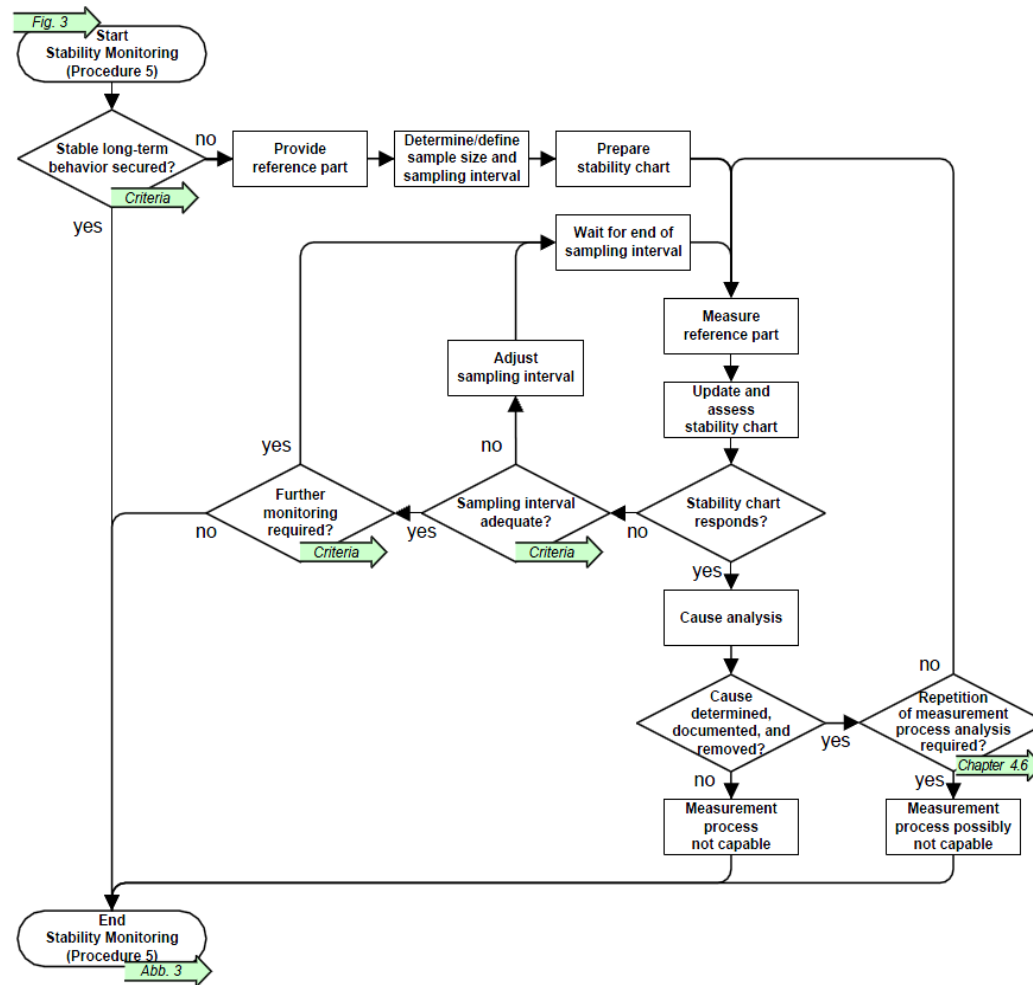 Fig. 3
Start
Stability Monitoring
(Procedure 5)
Stable long-term
behavior secured?
Criteria
no
yes
Provide
reference part
Determine/define
sample size and
sampling interval
Prepare
stability chart
Wait for end of
sampling interval
Measure
reference part
Adjust
sampling interval
Update and
assess
stability chart
yes
no
Further
monitoring
required?
Criteria
no
yes
Sampling interval
adequate?
Criteria
no
Stability chart
responds?
yes
Cause analysis
no
Cause
determined,
documented, and
removed?
yes
Repetition
of measurement
process analysis
required?
Chapter 4.6
no
yes
Measurement
process
not capable
Measurement
process possibly
not capable
End
Stability Monitoring
(Procedure 5)
Abb. 3